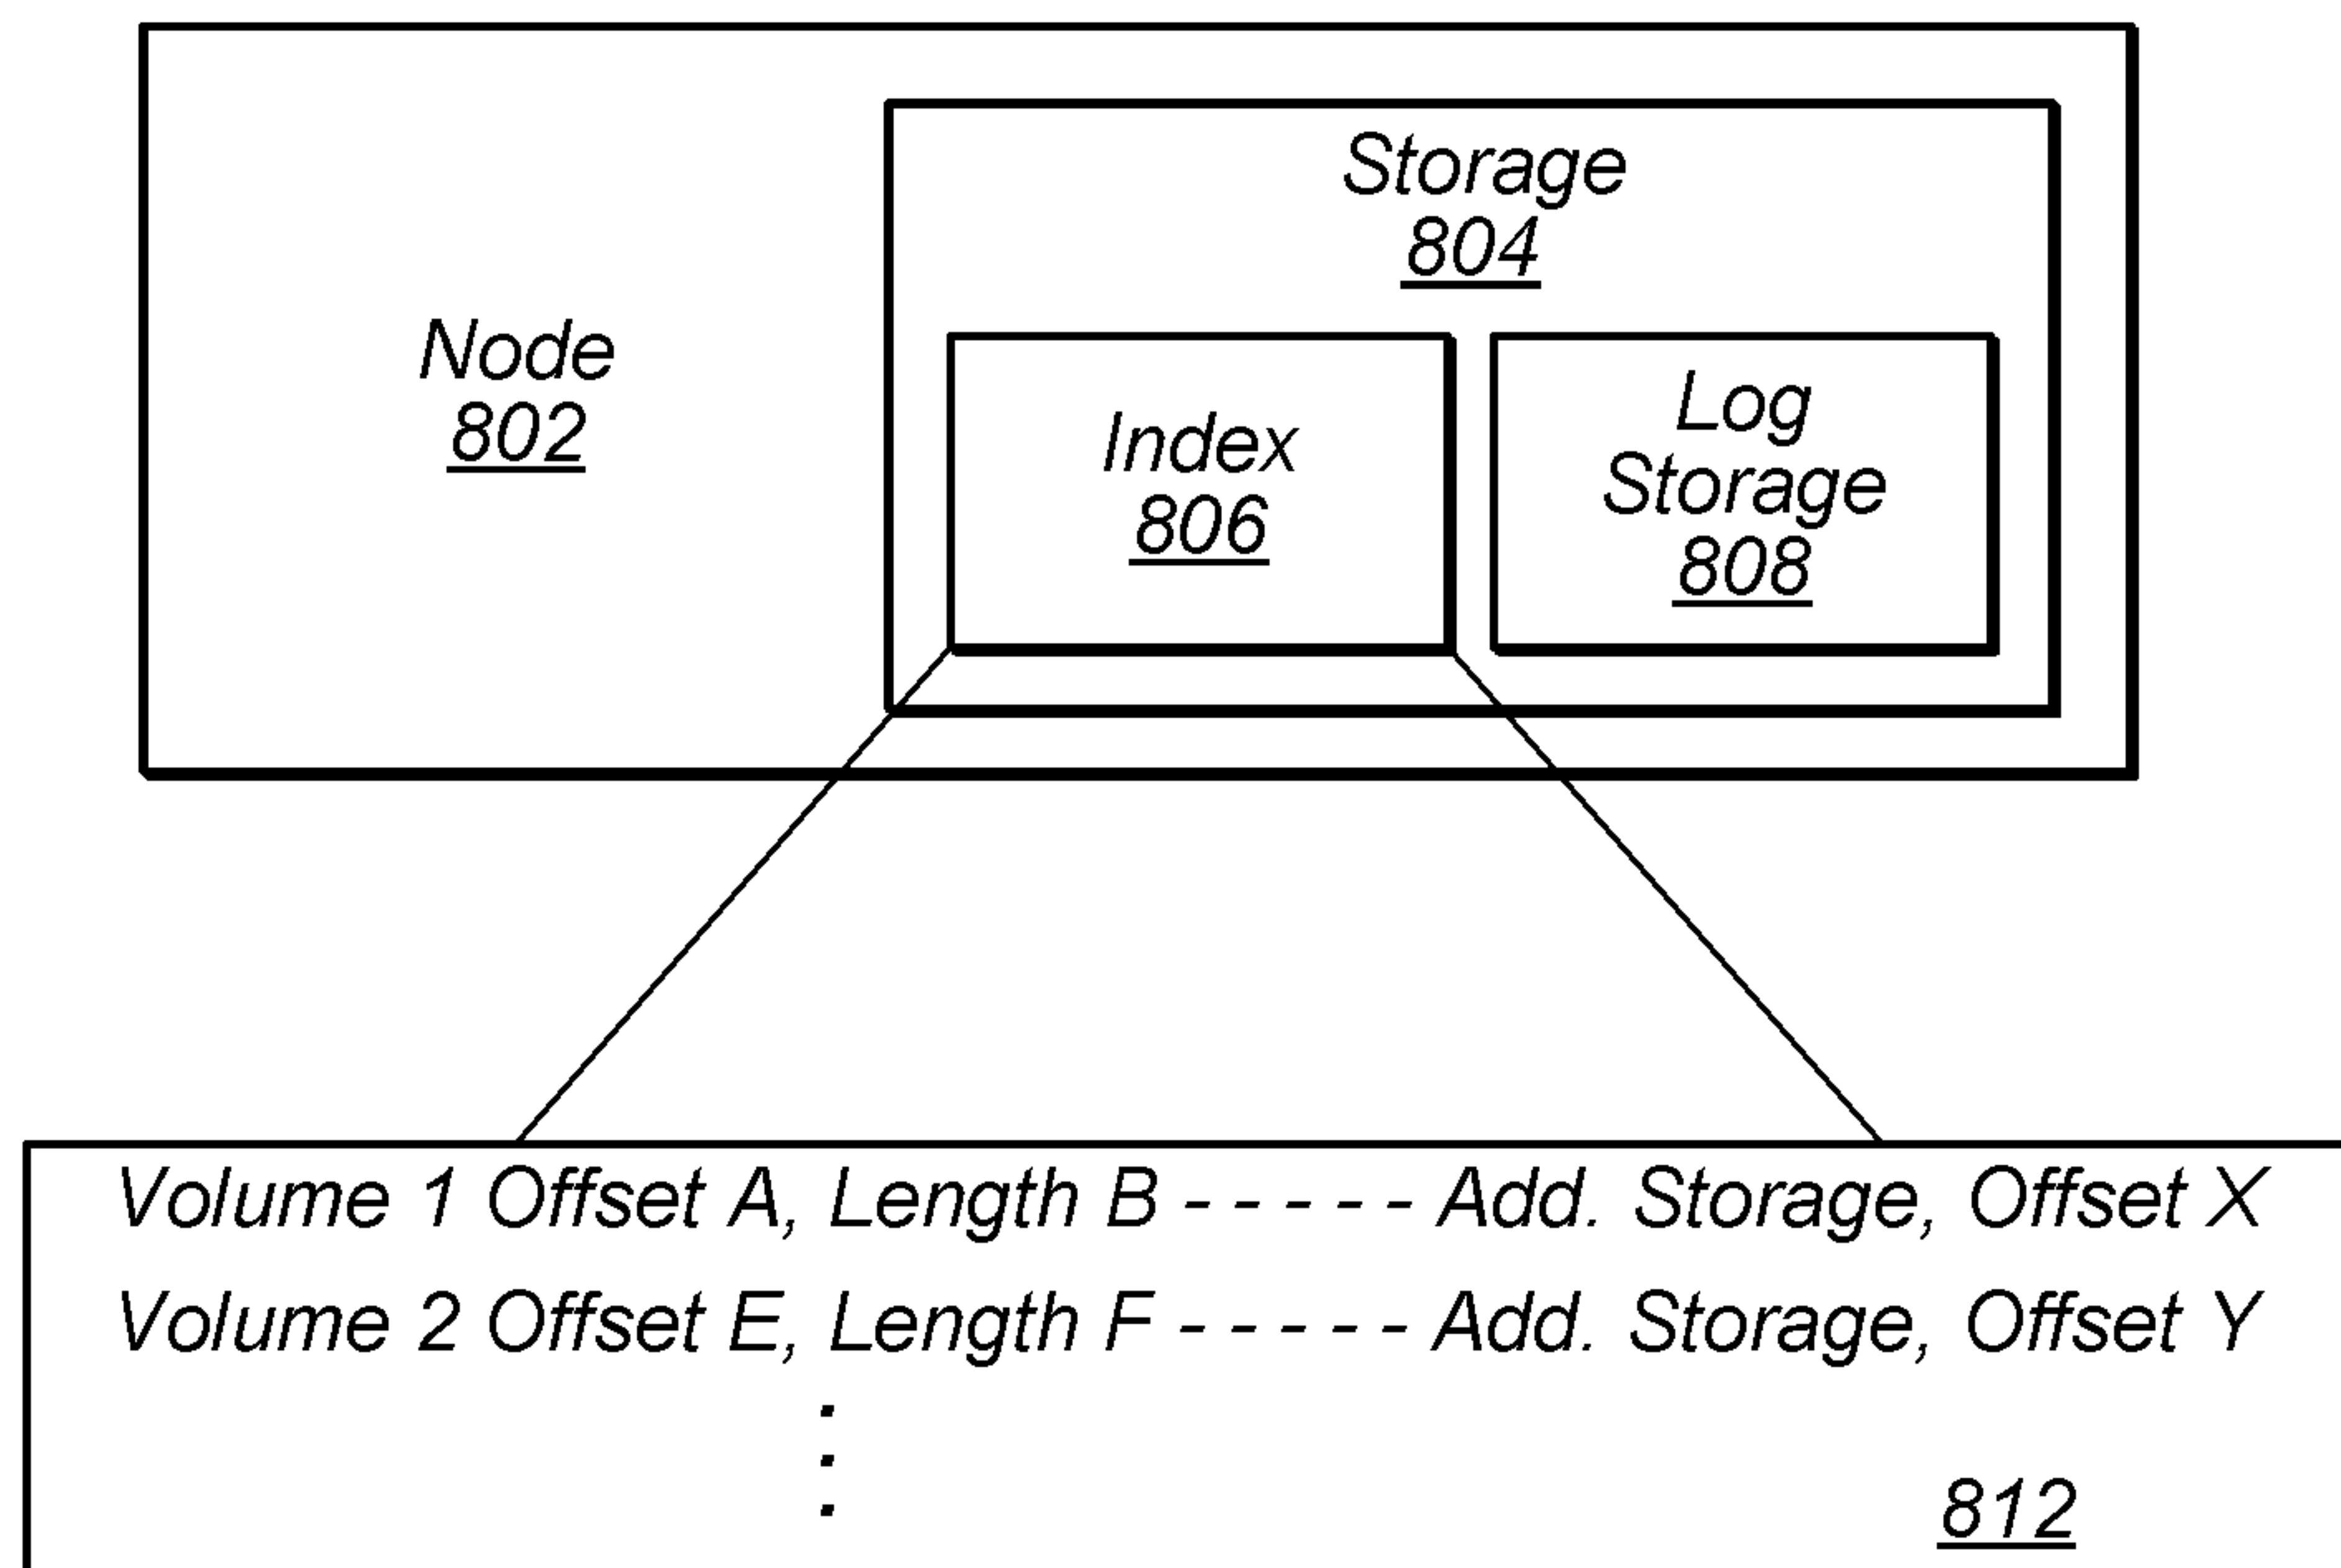 Storage
804
Node
802
Index
806
Log
Storage
808
Volume 1 Offset A, Length B - - - - - Add. Storage, Offset X
Volume 2 Offset E, Length F - - - - - Add. Storage, Offset Y
.
.
.
812